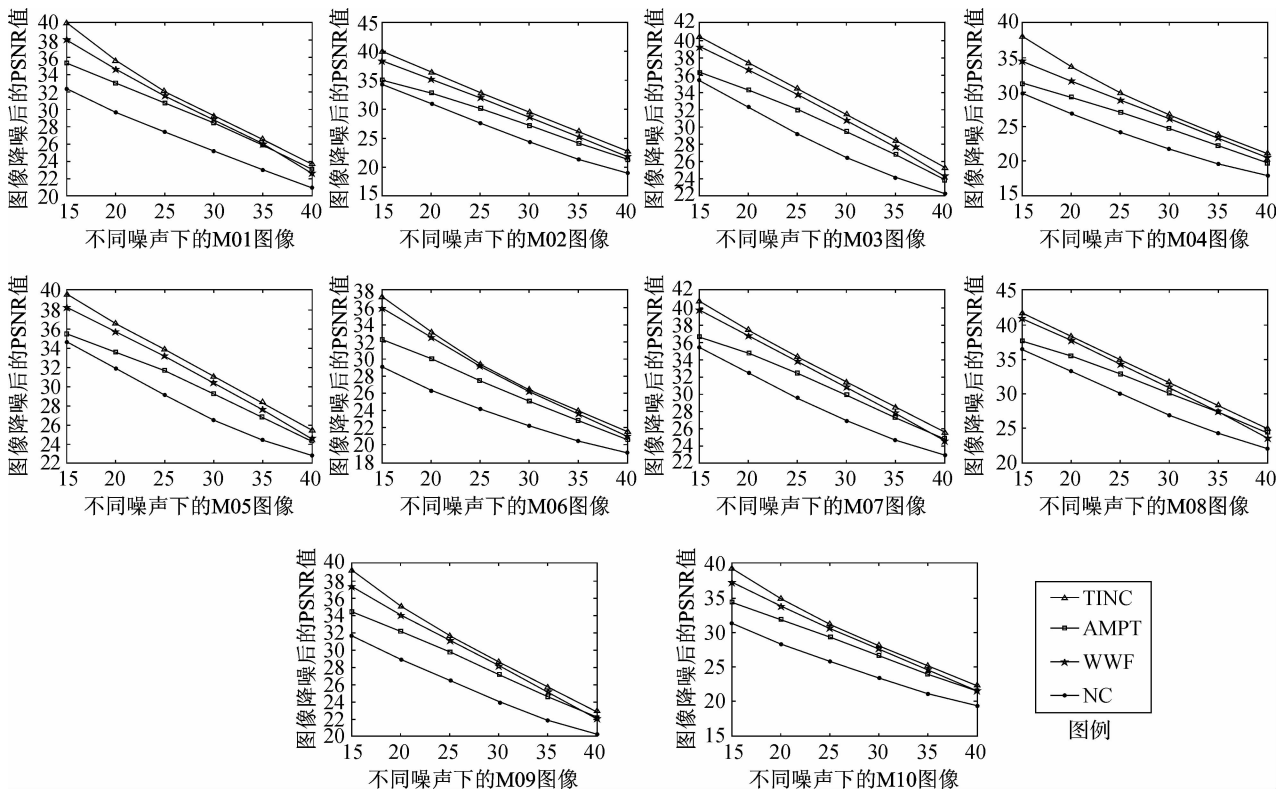 图像降噪后的PSNR值
40
38
36
34
32
30
28
26
24
22
20
15 20 25 30 35 40
不同噪声下的M01图像
图像降噪后的PSNR值
45
40
35
30
25
20
15
15 20 25 30 35 40
不同噪声下的M02图像
图像降噪后的PSNR值
42
40
38
36
34
32
30
28
26
24
22
15 20 25 30 35 40
不同噪声下的M03图像
图像降噪后的PSNR值
40
35
30
25
20
15
15 20 25 30 35 40
不同噪声下的M04图像
图像降噪后的PSNR值
40
38
36
34
32
30
28
26
24
22
15 20 25 30 35 40
不同噪声下的M05图像
图像降噪后的PSNR值
38
36
34
32
30
28
26
24
22
20
18
15 20 25 30 35 40
不同噪声下的M06图像
图像降噪后的PSNR值
42
40
38
36
34
32
30
28
26
24
22
15 20 25 30 35 40
不同噪声下的M07图像
图像降噪后的PSNR值
45
40
35
30
25
20
15 20 25 30 35 40
不同噪声下的M08图像
图像降噪后的PSNR值
40
38
36
34
32
30
28
26
24
22
20
15 20 25 30 35 40
不同噪声下的M09图像
图像降噪后的PSNR值
40
35
30
25
20
15
15 20 25 30 35 40
不同噪声下的M10图像
TINC
AMPT
WWF
NC
图例